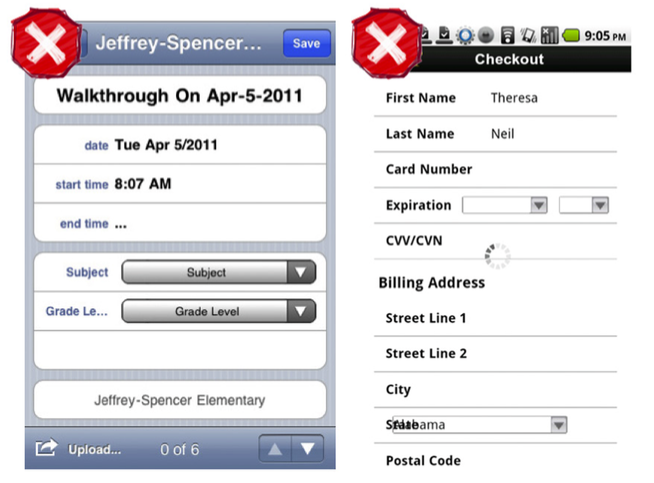 Jeffrey-Spencer...
Save
Walkthrough On Apr-5-2011
date Tue Apr 5/2011
start time 8:07 AM
end time ...
Subject Subject
Grade Le... Grade Level
Jeffrey-Spencer Elementary
Upload... 0 of 6
9:05 PM
Checkout
First Name Theresa
Last Name Neil
Card Number
Expiration
CVV/CVN
Billing Address
Street Line 1
Street Line 2
City
State Alabama
Postal Code